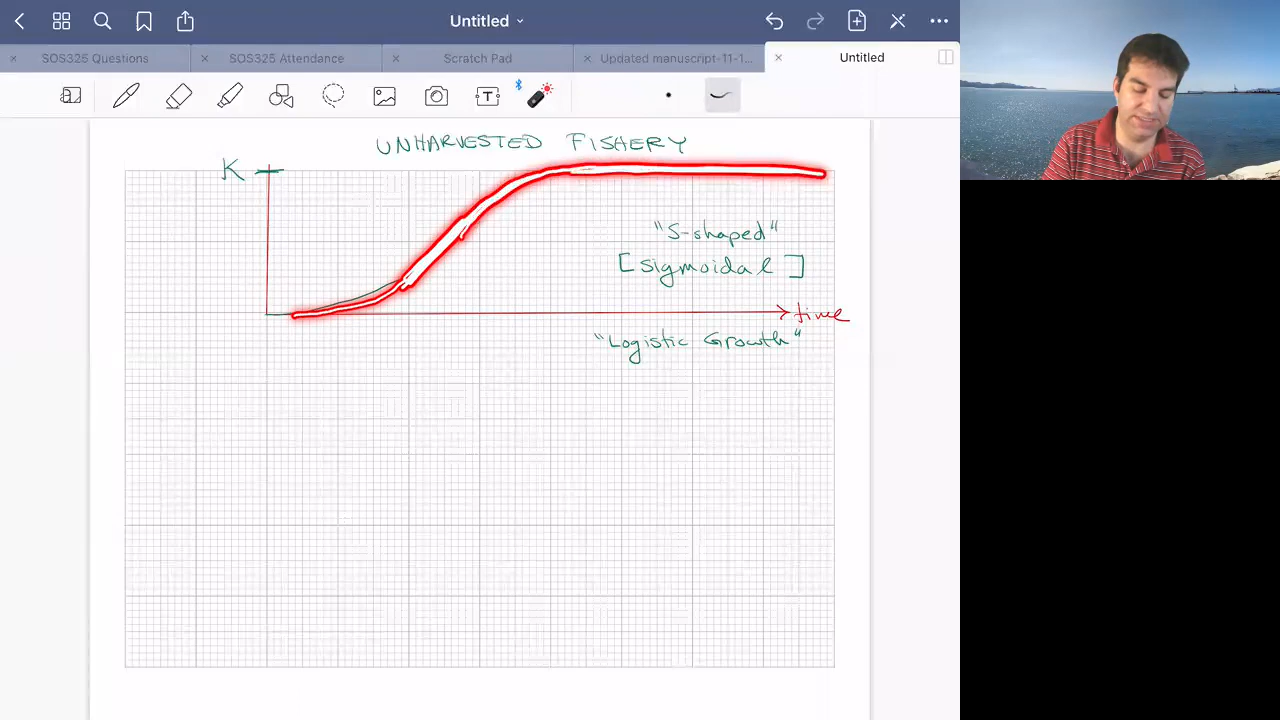 Untitled
SOS325 Questions
SOS325 Attendance
Scratch Pad
Updated manuscript-11-1...
Untitled
T
UNHARVESTED FISHERY
K
"S-shaped"
[Sigmoidal]
time
"Logistic Growth"